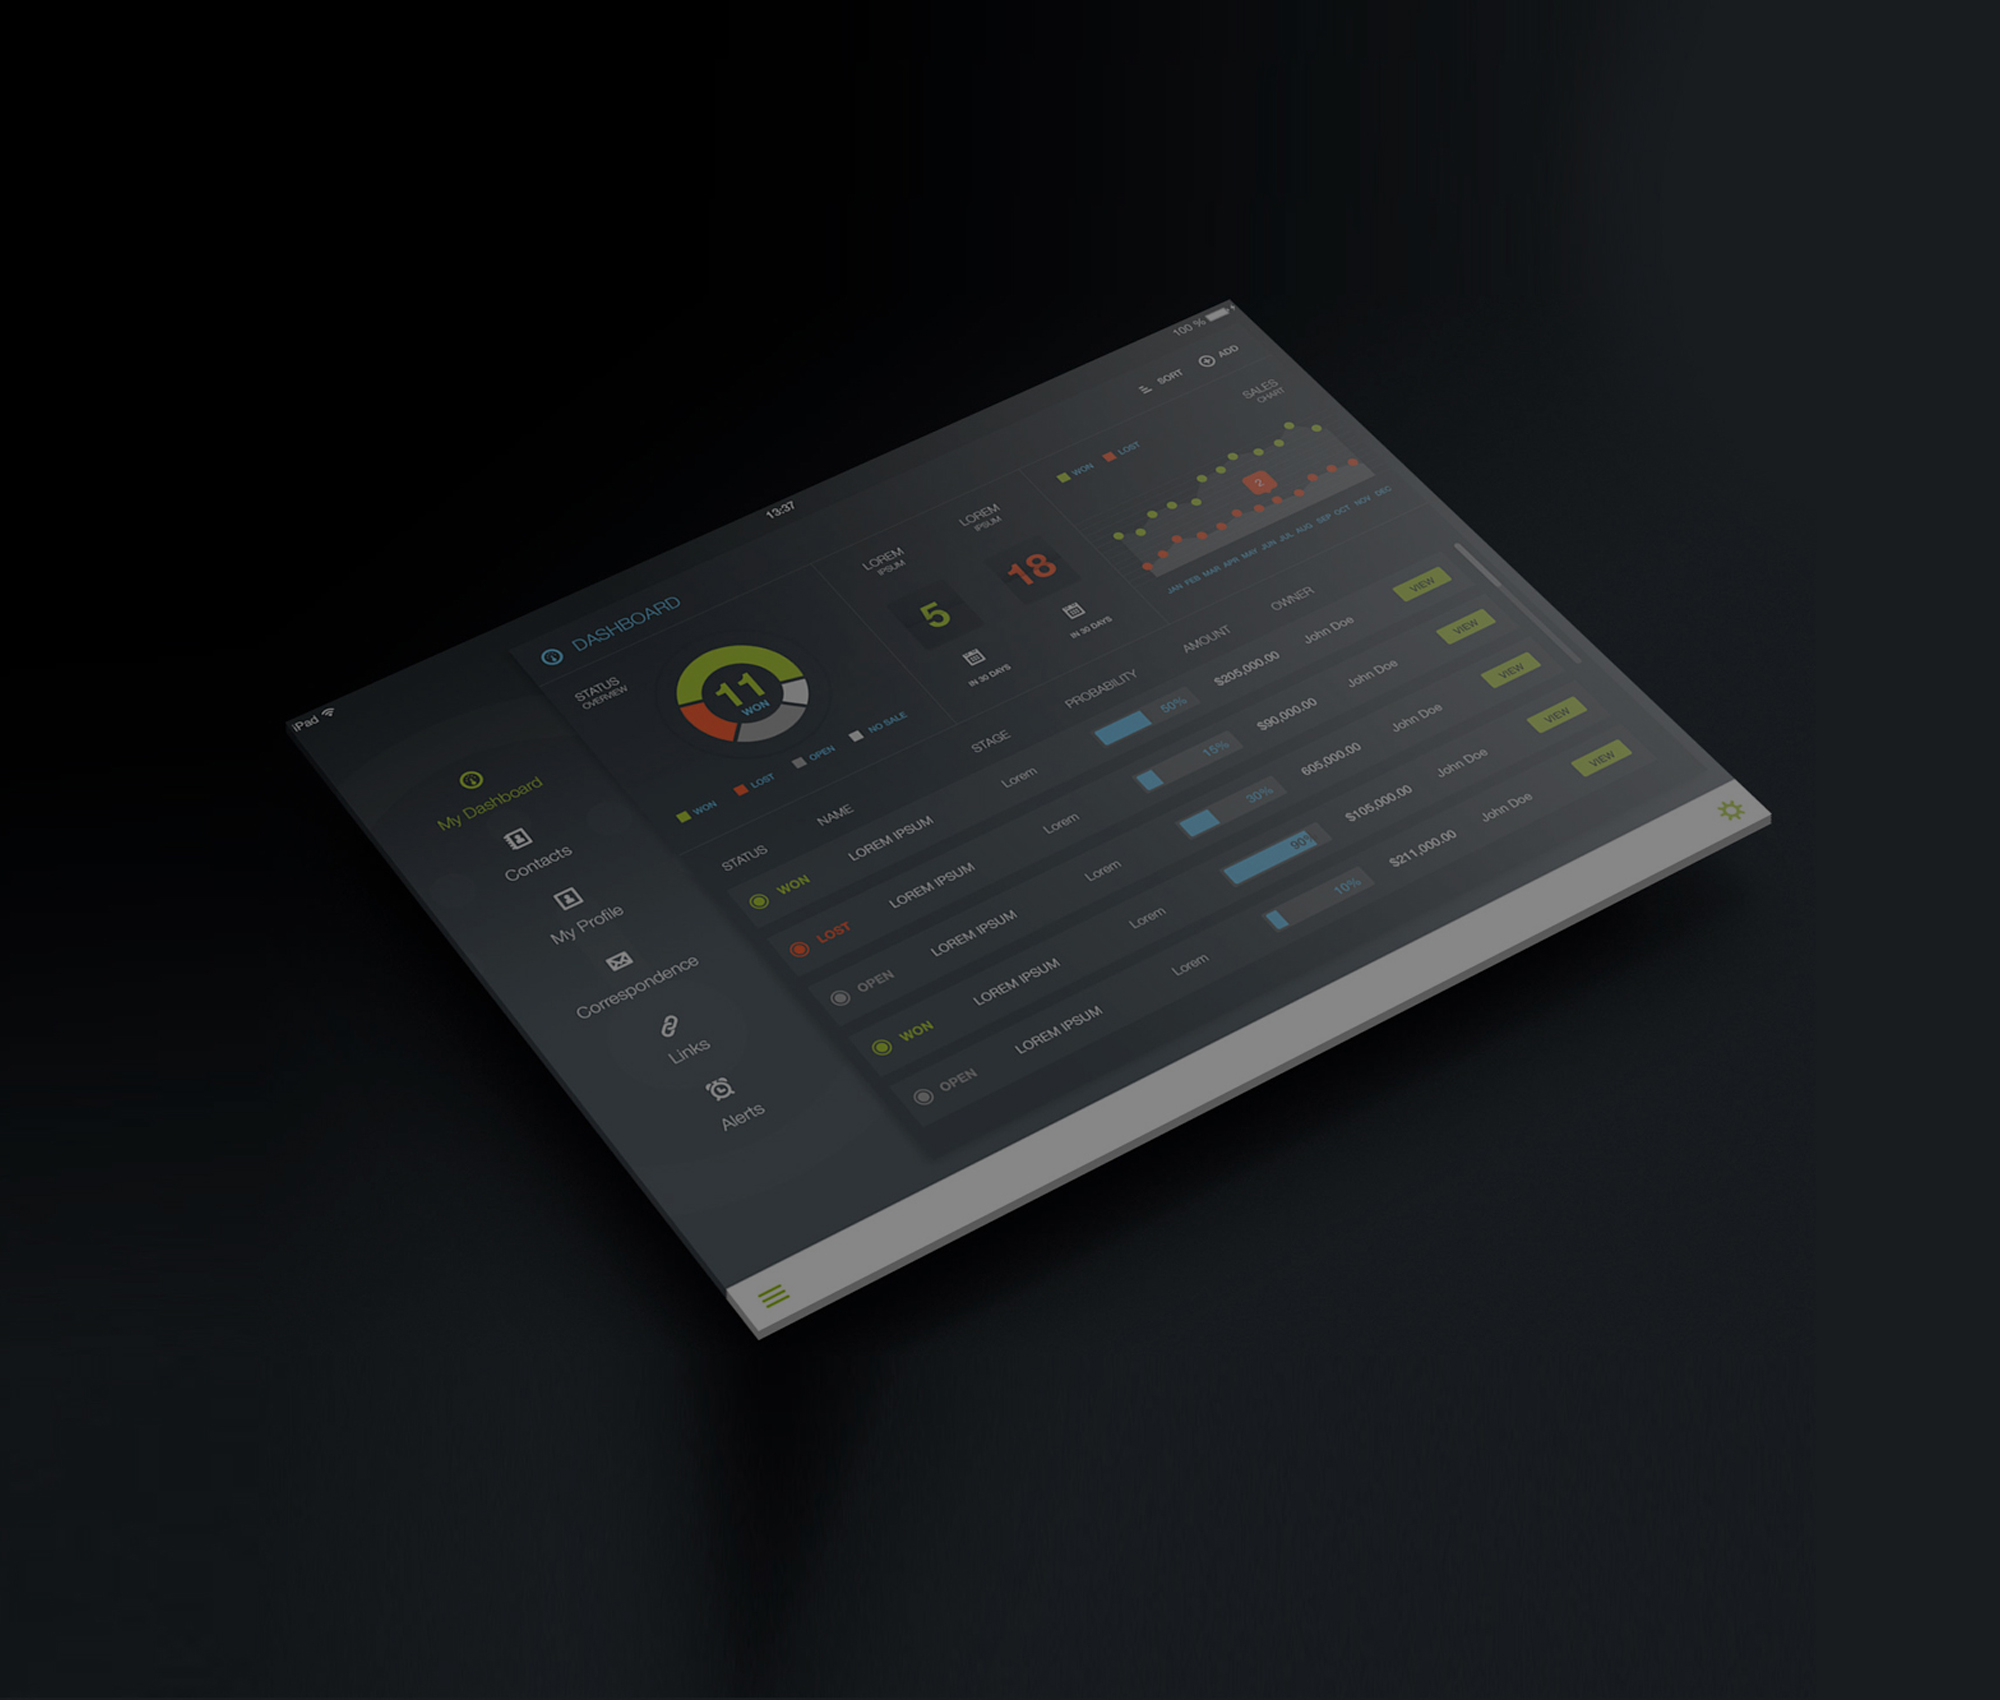 iPad
13:37
100 %
My Dashboard
Contacts
My Profile
Correspondence
Links
Alerts
DASHBOARD
SORT
ADD
STATUS
OVERVIEW
11
WON
WON LOST OPEN NO SALE
LOREM
IPSUM
5
IN 30 DAYS
LOREM
IPSUM
18
IN 30 DAYS
SALES
CHART
WON LOST
2
JAN FEB MAR APR MAY JUN JUL AUG SEP OCT NOV DEC
STATUS NAME STAGE PROBABILITY AMOUNT OWNER
WON LOREM IPSUM Lorem 50% $205,000.00 John Doe VIEW
LOST LOREM IPSUM Lorem 15% $90,000.00 John Doe VIEW
OPEN LOREM IPSUM Lorem 30% 605,000.00 John Doe VIEW
WON LOREM IPSUM Lorem 90% $105,000.00 John Doe VIEW
OPEN LOREM IPSUM Lorem 10% $211,000.00 John Doe VIEW